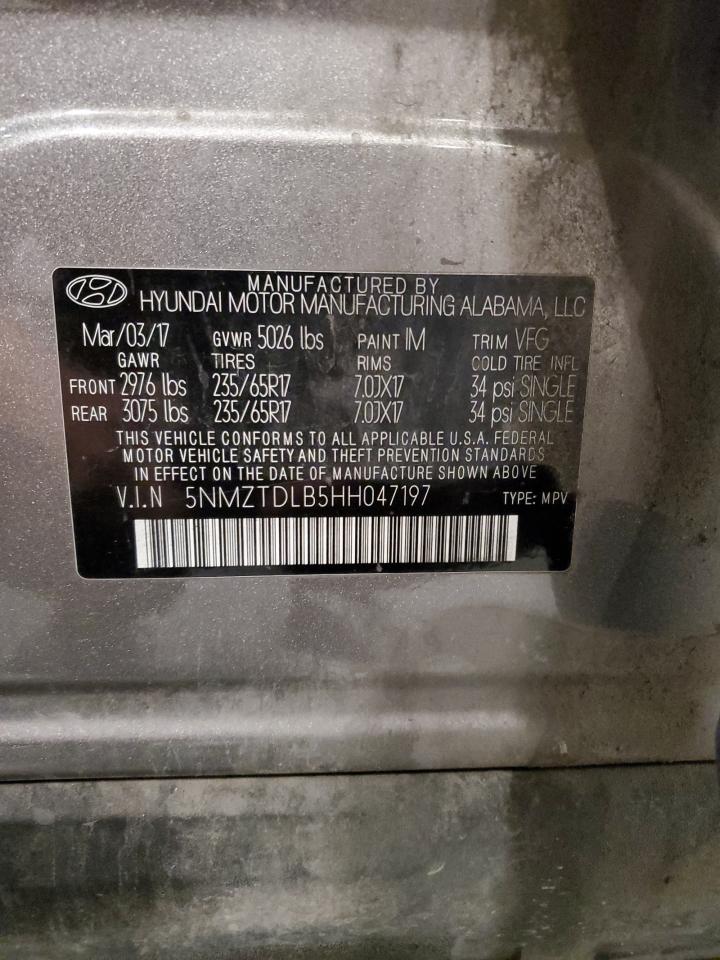 MANUFACTURED BY
HYUNDAI MOTOR MANUFACTURING ALABAMA, LLC
Mar/03/17 GVWR 5026 lbs PAINT IM TRIM VFG
GAWR TIRES RIMS COLD TIRE INFL
FRONT 2976 lbs 235/65R17 7.0JX17 34 psi SINGLE
REAR 3075 lbs 235/65R17 7.0JX17 34 psi SINGLE
THIS VEHICLE CONFORMS TO ALL APPLICABLE U.S.A. FEDERAL
MOTOR VEHICLE SAFETY AND THEFT PREVENTION STANDARDS
IN EFFECT ON THE DATE OF MANUFACTURE SHOWN ABOVE
V.I.N 5NMZTDLB5HH047197 TYPE: MPV